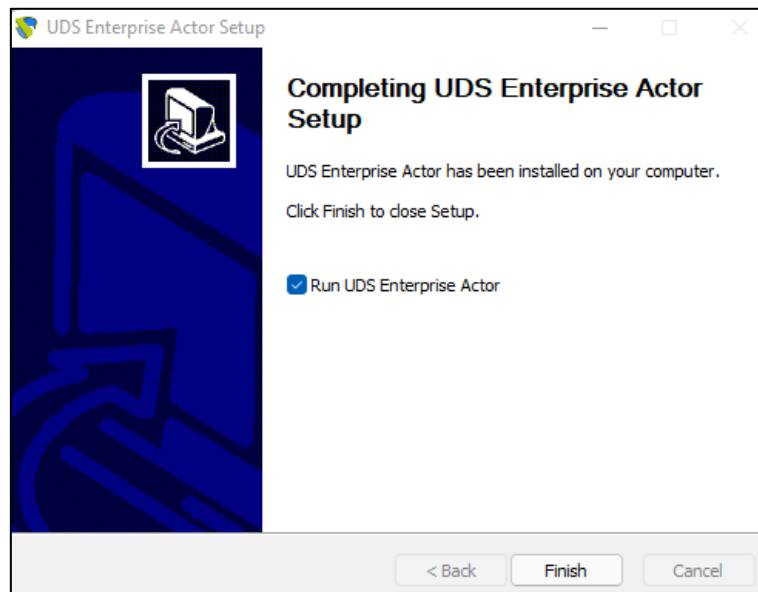 UDS Enterprise Actor Setup
Completing UDS Enterprise Actor
Setup
UDS Enterprise Actor has been installed on your computer.
Click Finish to close Setup.
Run UDS Enterprise Actor
< Back
Finish
Cancel